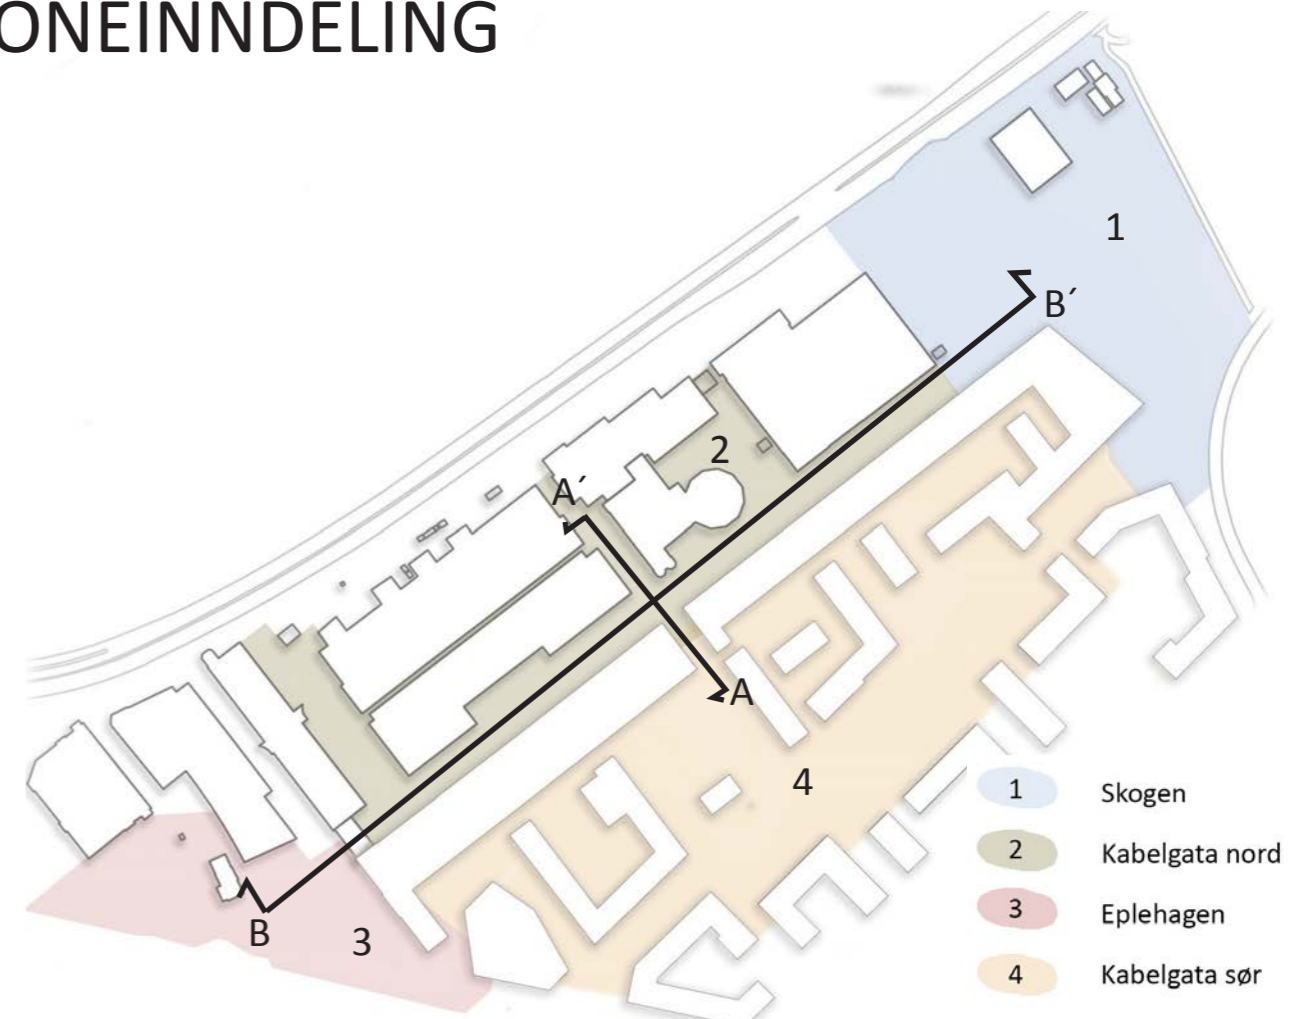 ONEINNDELING
1
B´
2
A´
A
4
B
3
1 Skogen
2 Kabelgata nord
3 Eplehagen
4 Kabelgata sør